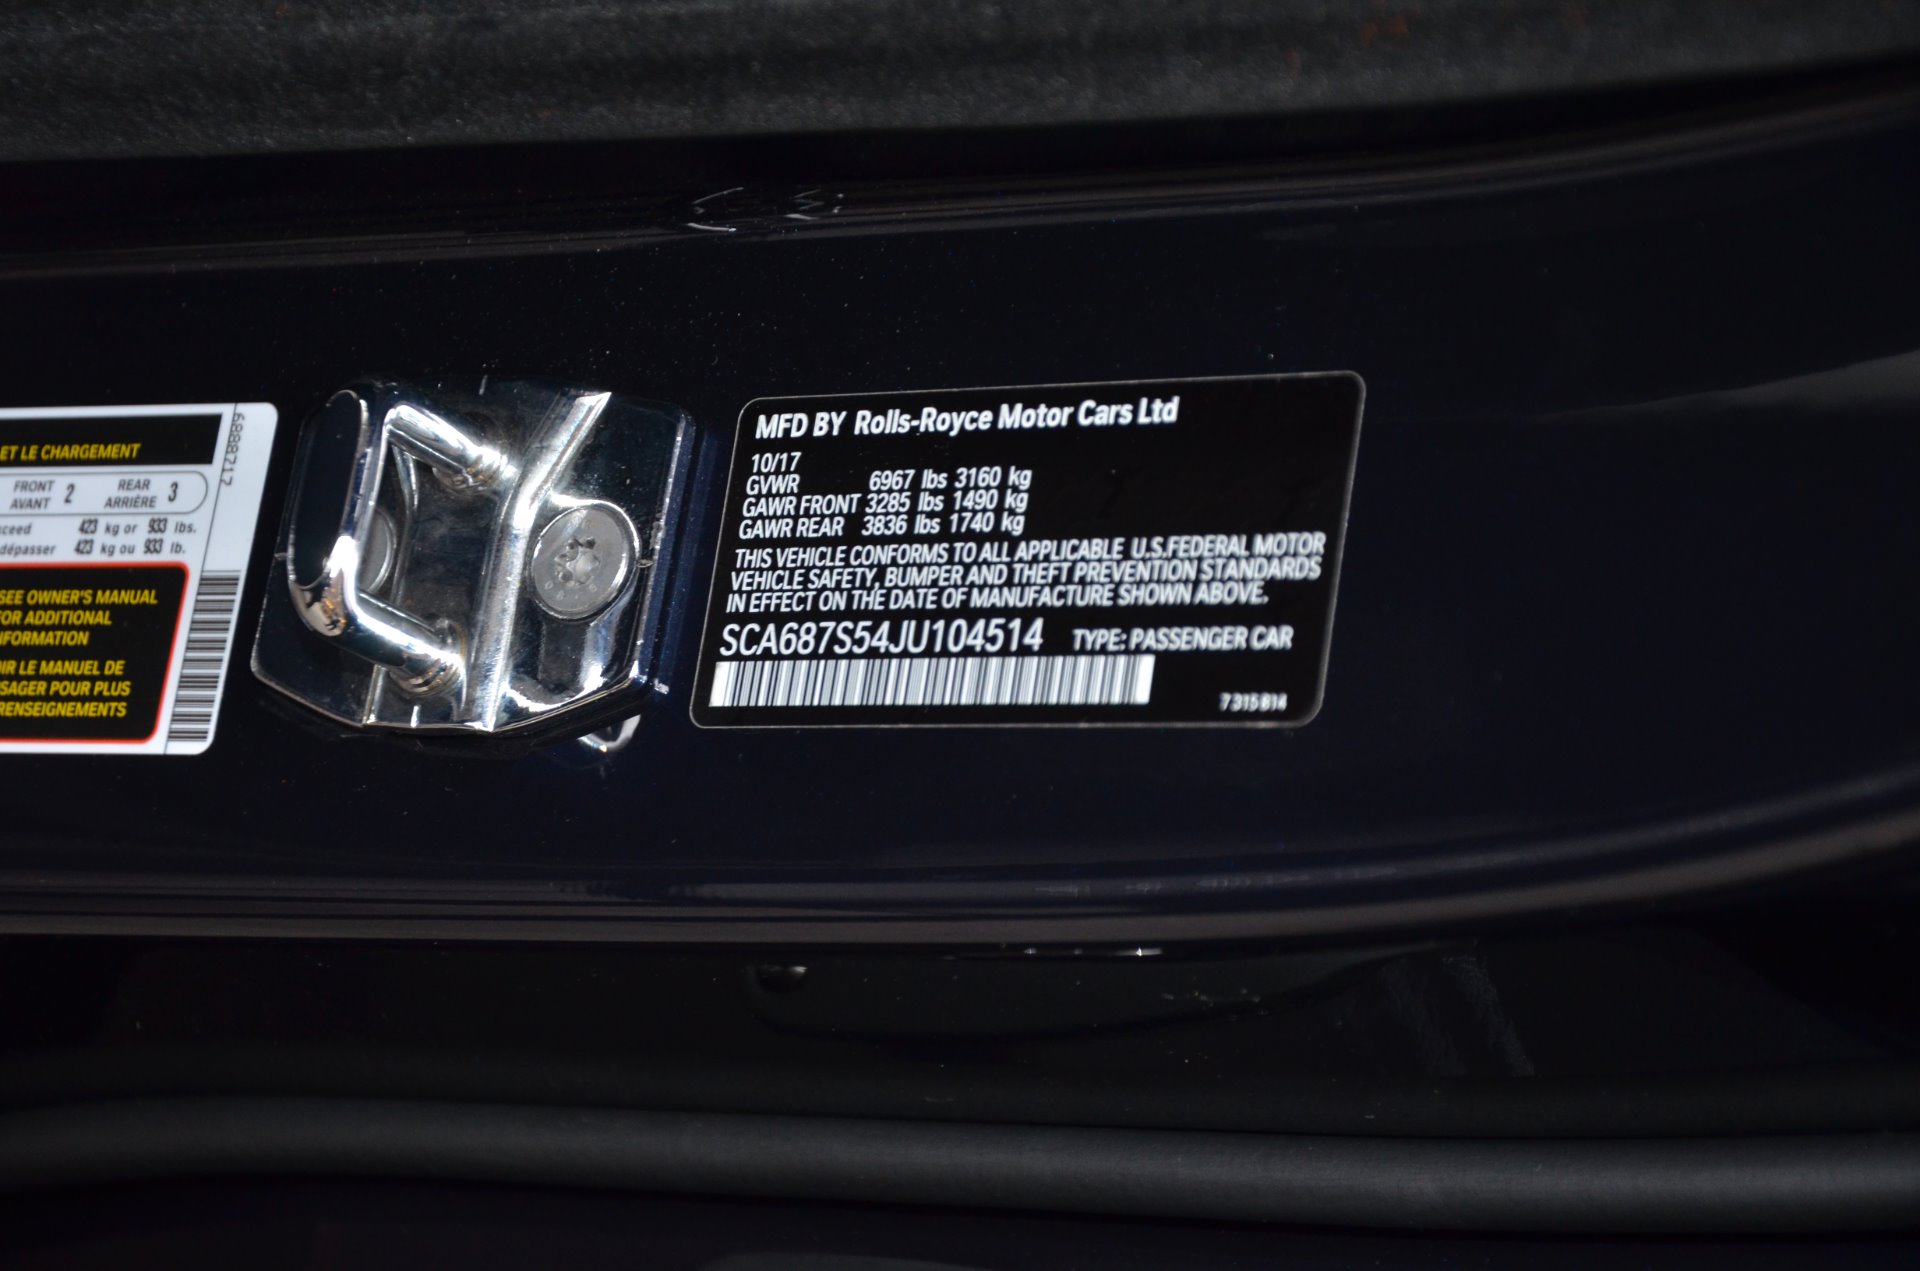 ET LE CHARGEMENT
FRONT AVANT 2 REAR ARRIÈRE 3
423 kg or 933 lbs.
dépasser 423 kg ou 933 lb.
SEE OWNER'S MANUAL
FOR ADDITIONAL
INFORMATION
LE MANUEL DE
POUR PLUS
RENSEIGNEMENTS
6888717
MFD BY Rolls-Royce Motor Cars Ltd
10/17
GVWR 6967 lbs 3160 kg
GAWR FRONT 3285 lbs 1490 kg
GAWR REAR 3836 lbs 1740 kg
THIS VEHICLE CONFORMS TO ALL APPLICABLE U.S.FEDERAL MOTOR
VEHICLE SAFETY, BUMPER AND THEFT PREVENTION STANDARDS
IN EFFECT ON THE DATE OF MANUFACTURE SHOWN ABOVE.
SCA687S54JU104514 TYPE: PASSENGER CAR
7315814